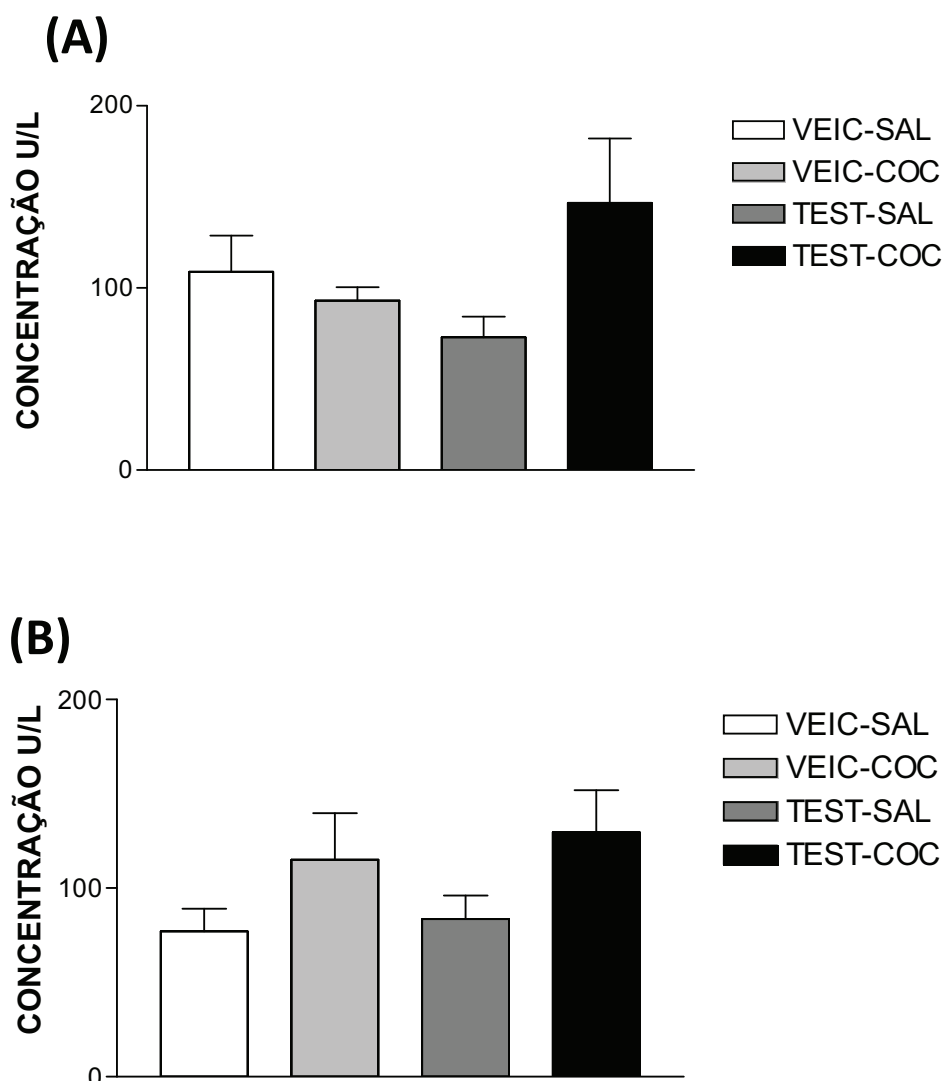 (A)
CONCENTRAÇÃO U/L
200
100
0
VEIC-SAL
VEIC-COC
TEST-SAL
TEST-COC
(B)
CONCENTRAÇÃO U/L
200
100
0
VEIC-SAL
VEIC-COC
TEST-SAL
TEST-COC